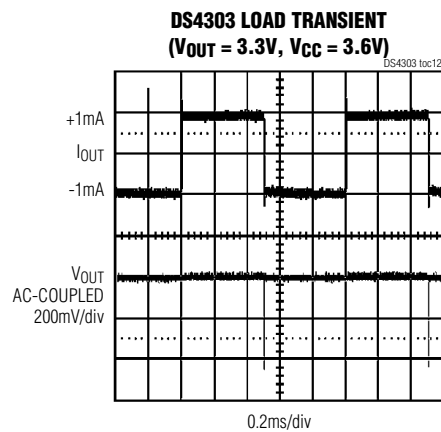 DS4303 LOAD TRANSIENT
(VOUT = 3.3V, VCC = 3.6V)
DS4303 toc12
+1mA
IOUT
-1mA
VOUT
AC-COUPLED
200mV/div
0.2ms/div